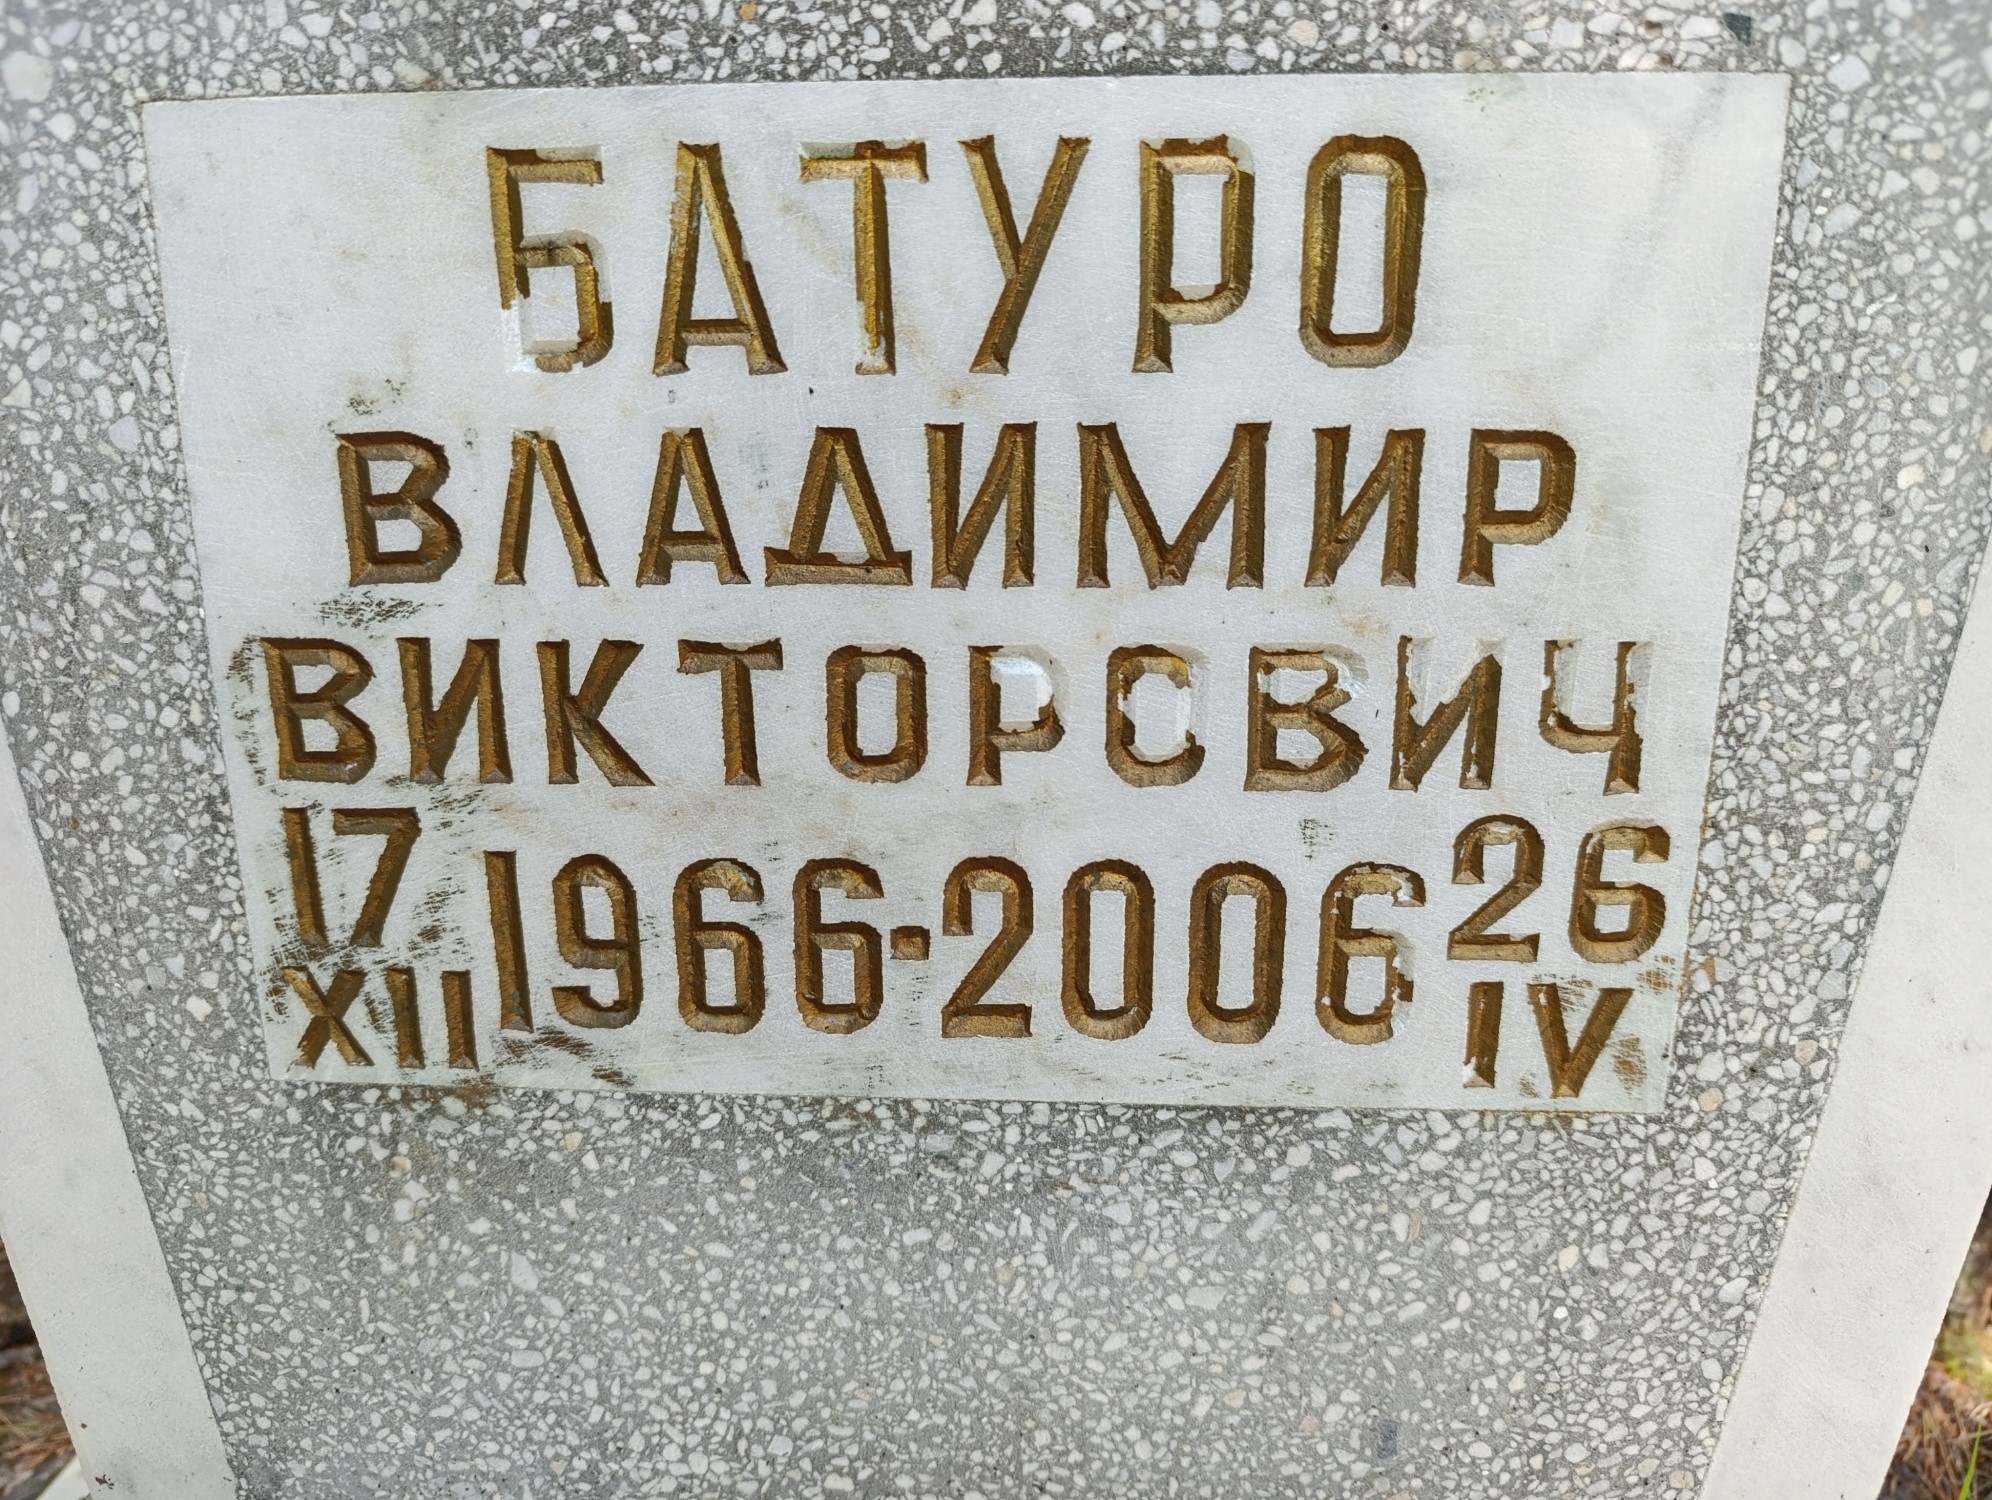 БАТУРО
ВЛАДИМИР
ВИКТОРОВИЧ
17
XII
1966-2006
26
IV